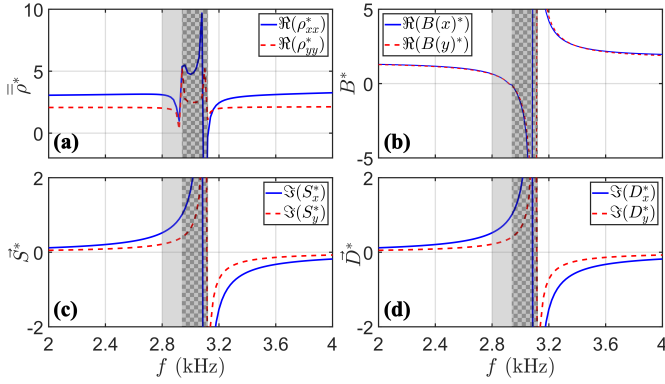 15
10
5
0
ρ̿*
ℜ(ρ*xx)
ℜ(ρ*yy)
(a)
5
0
-5
B*
ℜ(B(x)*)
ℜ(B(y)*)
(b)
2
0
-2
S⃗*
ℑ(S*x)
ℑ(S*y)
(c)
2 2.4 2.8 3.2 3.6 4
f (kHz)
2
0
-2
D⃗*
ℑ(D*x)
ℑ(D*y)
(d)
2 2.4 2.8 3.2 3.6 4
f (kHz)